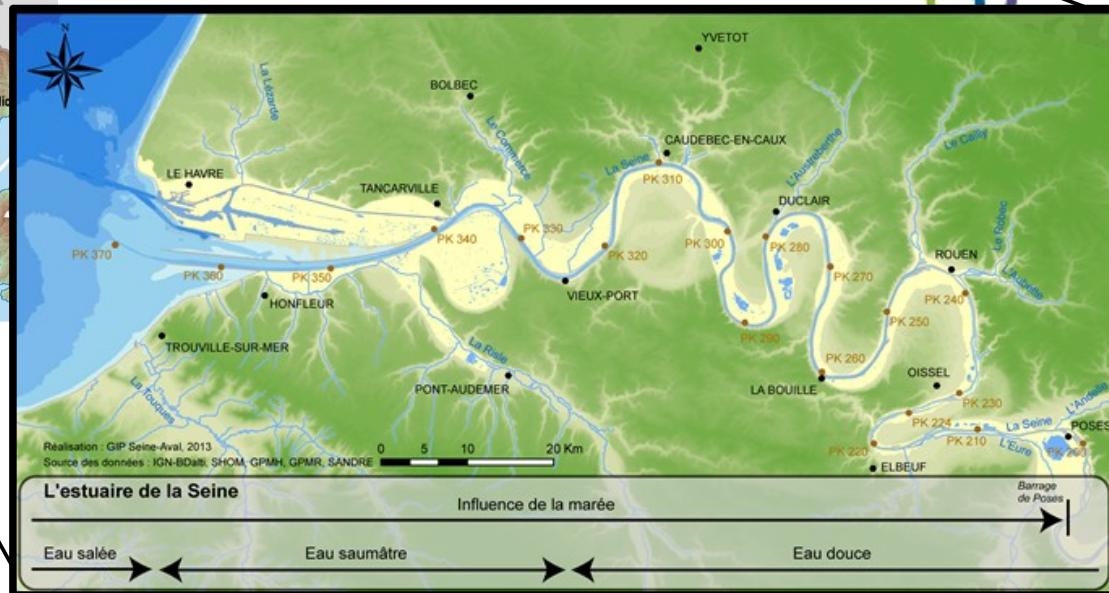 N
YVETOT
BOLBEC
La Lézarde
Le Commerce
CAUDEBEC-EN-CAUX
La Seine
L'Austreberthe
Le Cailly
LE HAVRE
TANCARVILLE
PK 310
DUCLAIR
Le Robec
PK 370
PK 340
PK 330
PK 300
PK 280
PK 360
PK 350
PK 320
PK 270
ROUEN
L'Aubette
HONFLEUR
VIEUX-PORT
PK 240
PK 250
PK 290
TROUVILLE-SUR-MER
La Risle
PK 260
OISSEL
La Touques
PONT-AUDEMER
LA BOUILLE
PK 230
L'Andelle
PK 224
La Seine
POSES
PK 220
PK 210
L'Eure
PK 200
ELBEUF
Réalisation : GIP Seine-Aval, 2013
Source des données : IGN-BDalti, SHOM, GPMH, GPMR, SANDRE
0 5 10 20 Km
L'estuaire de la Seine
Influence de la marée
Barrage
de Poses
Eau salée
Eau saumâtre
Eau douce